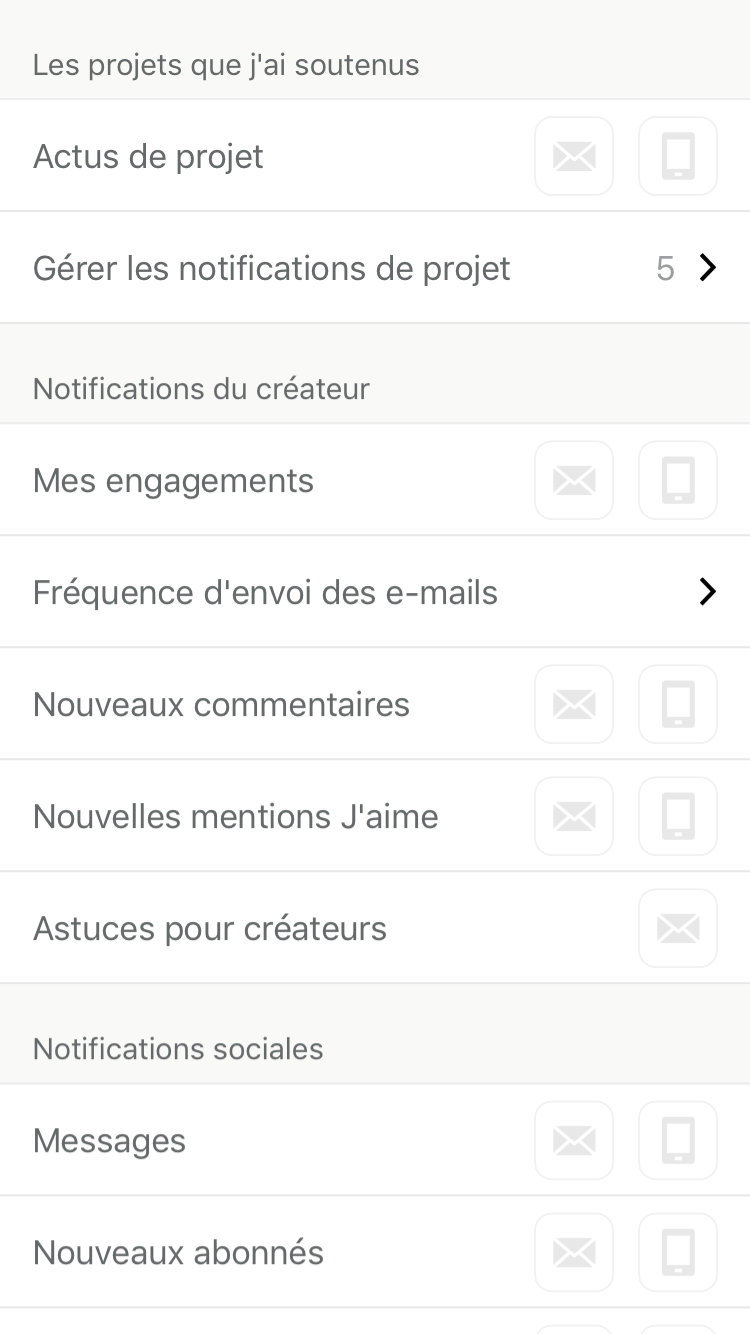 Les projets que j'ai soutenus
Actus de projet
Gérer les notifications de projet 5
Notifications du créateur
Mes engagements
Fréquence d'envoi des e-mails
Nouveaux commentaires
Nouvelles mentions J'aime
Astuces pour créateurs
Notifications sociales
Messages
Nouveaux abonnés